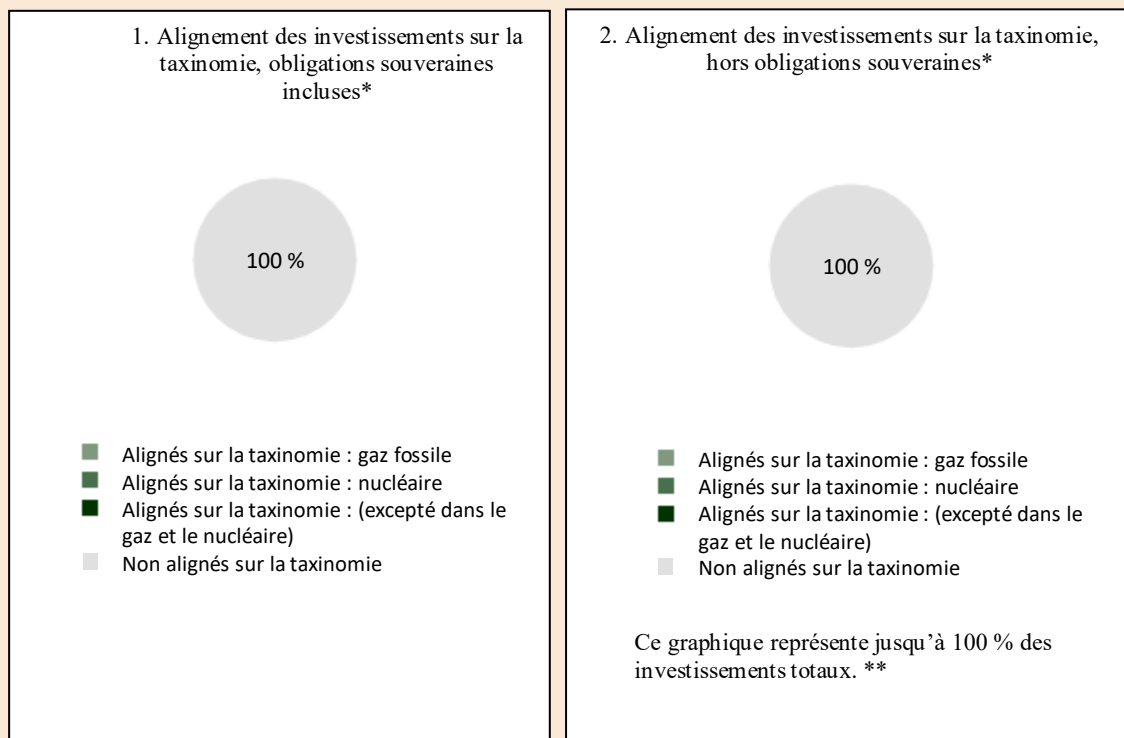 1. Alignement des investissements sur la
taxinomie, obligations souveraines
incluses*
100 %
Alignés sur la taxinomie : gaz fossile
Alignés sur la taxinomie : nucléaire
Alignés sur la taxinomie : (excepté dans le
gaz et le nucléaire)
Non alignés sur la taxinomie
2. Alignement des investissements sur la taxinomie,
hors obligations souveraines*
100 %
Alignés sur la taxinomie : gaz fossile
Alignés sur la taxinomie : nucléaire
Alignés sur la taxinomie : (excepté dans le
gaz et le nucléaire)
Non alignés sur la taxinomie
Ce graphique représente jusqu’à 100 % des
investissements totaux. **